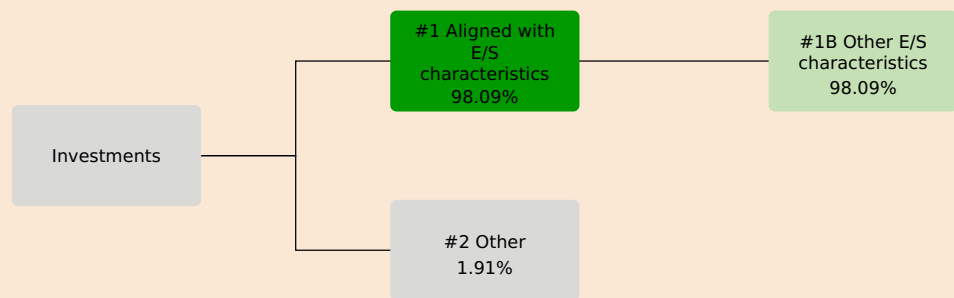 Investments
#1 Aligned with
E/S
characteristics
98.09%
#2 Other
1.91%
#1B Other E/S
characteristics
98.09%